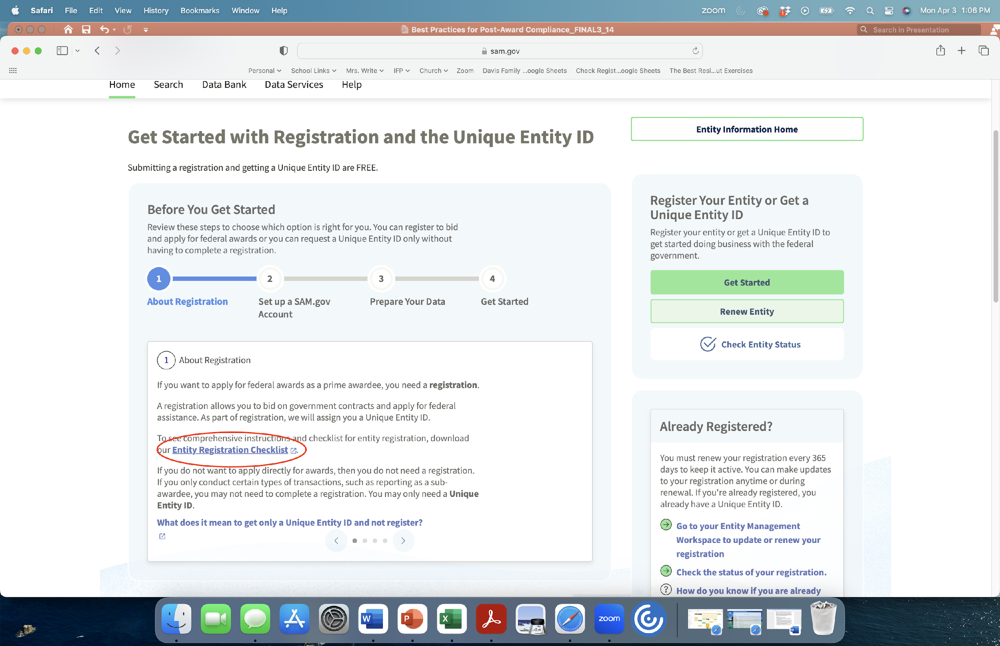 Safari File Edit View History Bookmarks Window Help zoom 1 Mon Apr 3 1:06 PM
Best Practices for Post-Award Compliance_FINAL3_14 Search in Presentation
sam.gov
Personal School Links Mrs. Write IFP Church Zoom Davis Family ...oogle Sheets Check Regist...oogle Sheets The Best Resi...ut Exercises
Home Search Data Bank Data Services Help
Get Started with Registration and the Unique Entity ID
Submitting a registration and getting a Unique Entity ID are FREE.
Before You Get Started
Review these steps to choose which option is right for you. You can register to bid
and apply for federal awards or you can request a Unique Entity ID only without
having to complete a registration.
1 2 3 4
About Registration
Set up a SAM.gov
Account
Prepare Your Data
Get Started
1 About Registration
If you want to apply for federal awards as a prime awardee, you need a registration.
A registration allows you to bid on government contracts and apply for federal
assistance. As part of registration, we will assign you a Unique Entity ID.
To see comprehensive instructions and checklist for entity registration, download
our Entity Registration Checklist.
If you do not want to apply directly for awards, then you do not need a registration.
If you only conduct certain types of transactions, such as reporting as a sub-
awardee, you may not need to complete a registration. You may only need a Unique
Entity ID.
What does it mean to get only a Unique Entity ID and not register?
Entity Information Home
Register Your Entity or Get a
Unique Entity ID
Register your entity or get a Unique Entity ID to
get started doing business with the federal
government.
Get Started
Renew Entity
Check Entity Status
Already Registered?
You must renew your registration every 365
days to keep it active. You can make updates
to your registration anytime or during
renewal. If you're already registered, you
already have a Unique Entity ID.
Go to your Entity Management
Workspace to update or renew your
registration
Check the status of your registration.
? How do you know if you are already
W P X zoom